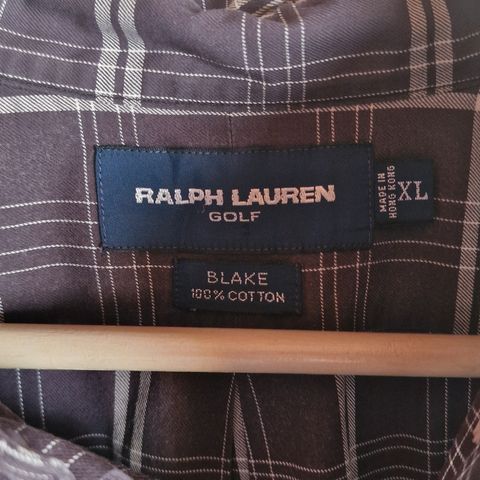 RALPH LAUREN
GOLF
MADE IN
HONG KONG
XL
BLAKE
100% COTTON